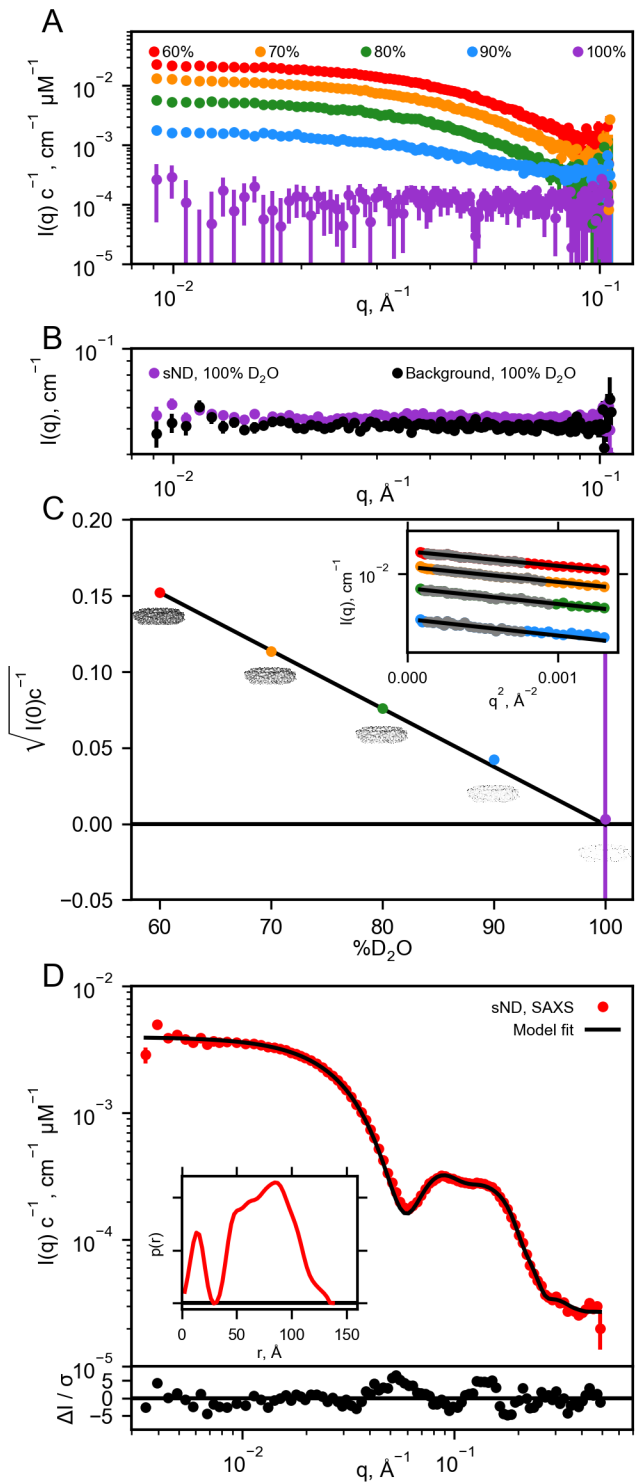 A
60% 70% 80% 90% 100%
I(q) c⁻¹, cm⁻¹ µM⁻¹
10⁻²
10⁻³
10⁻⁴
10⁻⁵
10⁻² 10⁻¹
q, Å⁻¹
B
10⁻¹
sND, 100% D₂O Background, 100% D₂O
I(q), cm⁻¹
10⁻² 10⁻¹
q, Å⁻¹
C
0.20
0.15
0.10
0.05
0.00
−0.05
√I(0)c⁻¹
I(q), cm⁻¹
10⁻²
0.000 0.001
q², Å⁻²
60 70 80 90 100
%D₂O
D
10⁻²
sND, SAXS
Model fit
I(q) c⁻¹, cm⁻¹ µM⁻¹
10⁻³
10⁻⁴
10⁻⁵
p(r)
0 50 100 150
r, Å
ΔI / σ
5
0
−5
10⁻² 10⁻¹
q, Å⁻¹